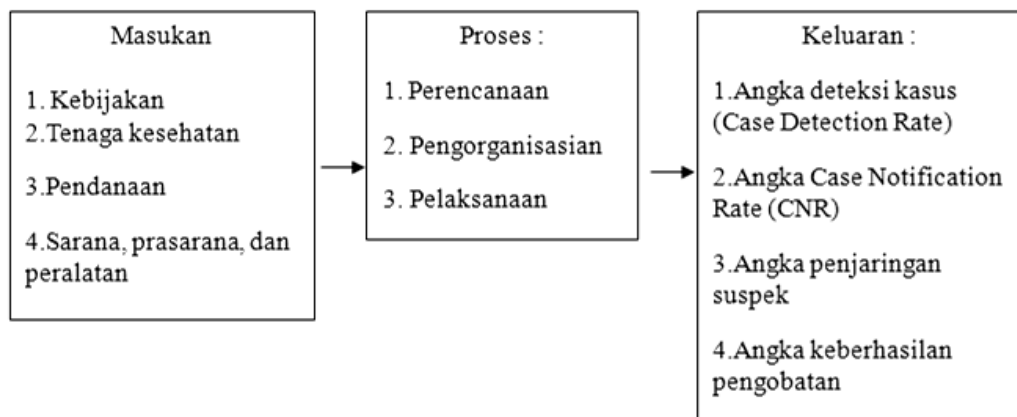 Masukan
1. Kebijakan
2.Tenaga kesehatan
3.Pendanaan
4.Sarana, prasarana, dan
peralatan
Proses :
1. Perencanaan
2. Pengorganisasian
3. Pelaksanaan
Keluaran :
1.Angka deteksi kasus
(Case Detection Rate)
2.Angka Case Notification
Rate (CNR)
3.Angka penjaringan
suspek
4.Angka keberhasilan
pengobatan